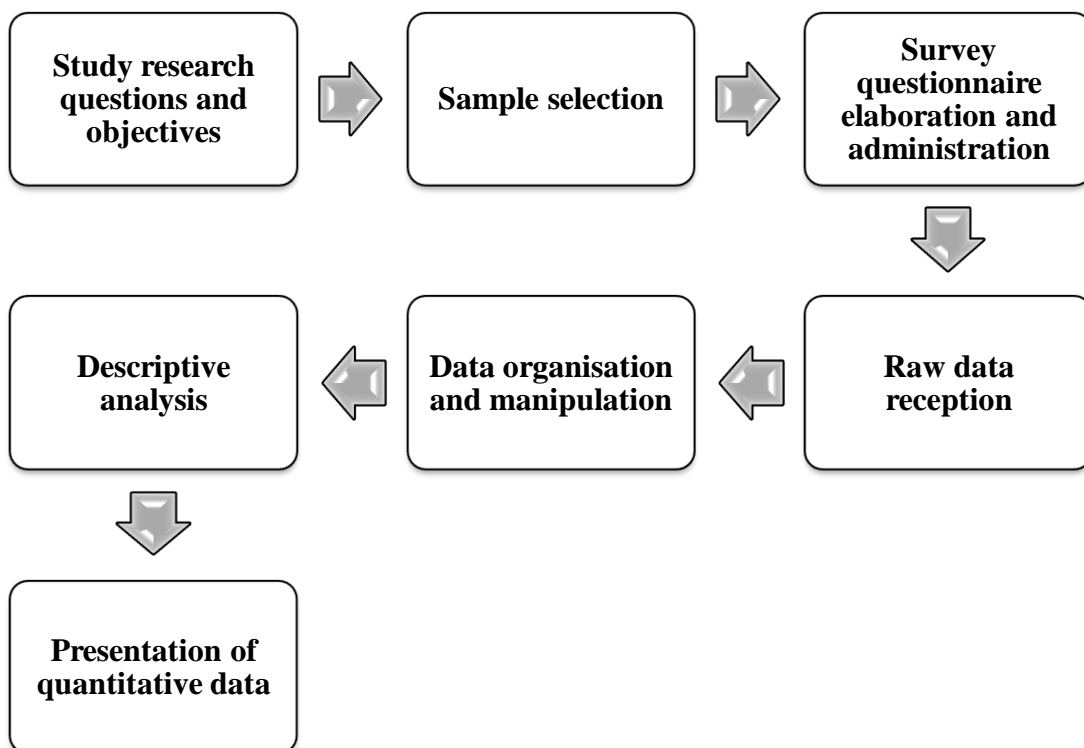 Study research
questions and
objectives
Sample selection
Survey
questionnaire
elaboration and
administration
Raw data
reception
Data organisation
and manipulation
Descriptive
analysis
Presentation of
quantitative data